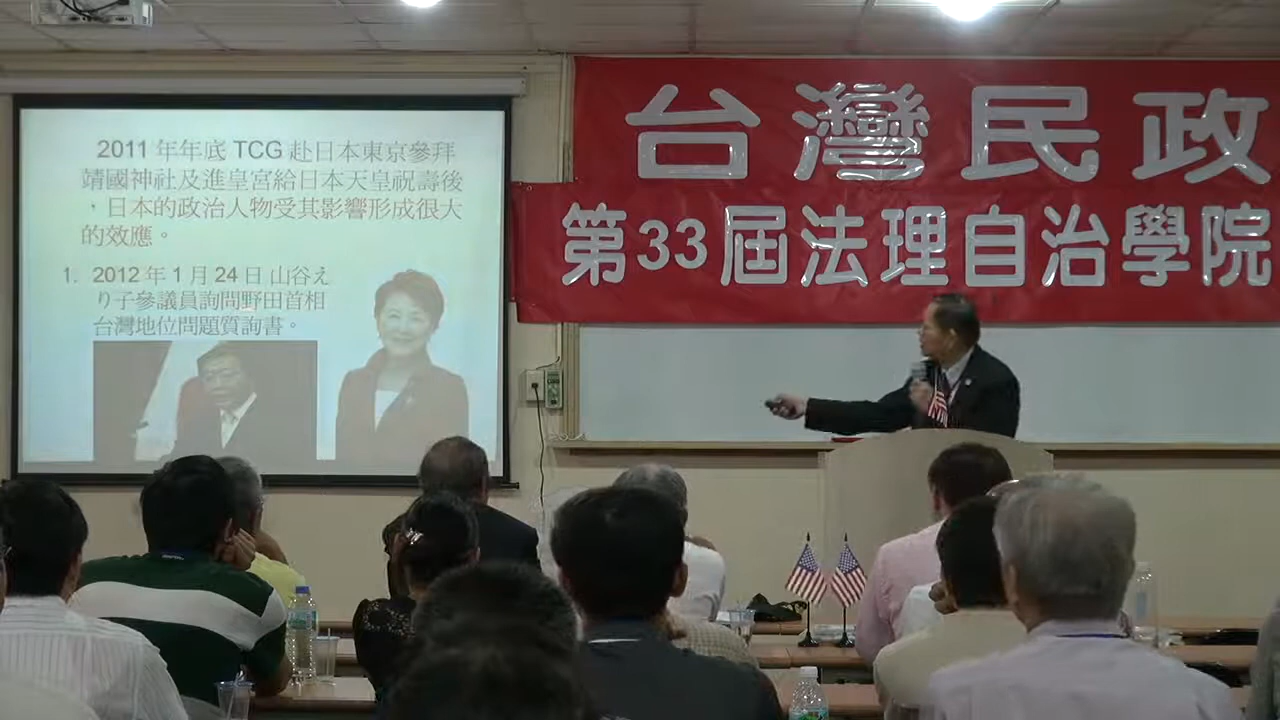 2011 年年底 TCG 赴日本東京參拜
靖國神社及進皇宮給日本天皇祝壽後
，日本的政治人物受其影響形成很大
的效應。
1. 2012 年 1 月 24 日 山谷え
り子參議員詢問野田首相
台灣地位問題質詢書。
台灣民政
第33屆法理自治學院